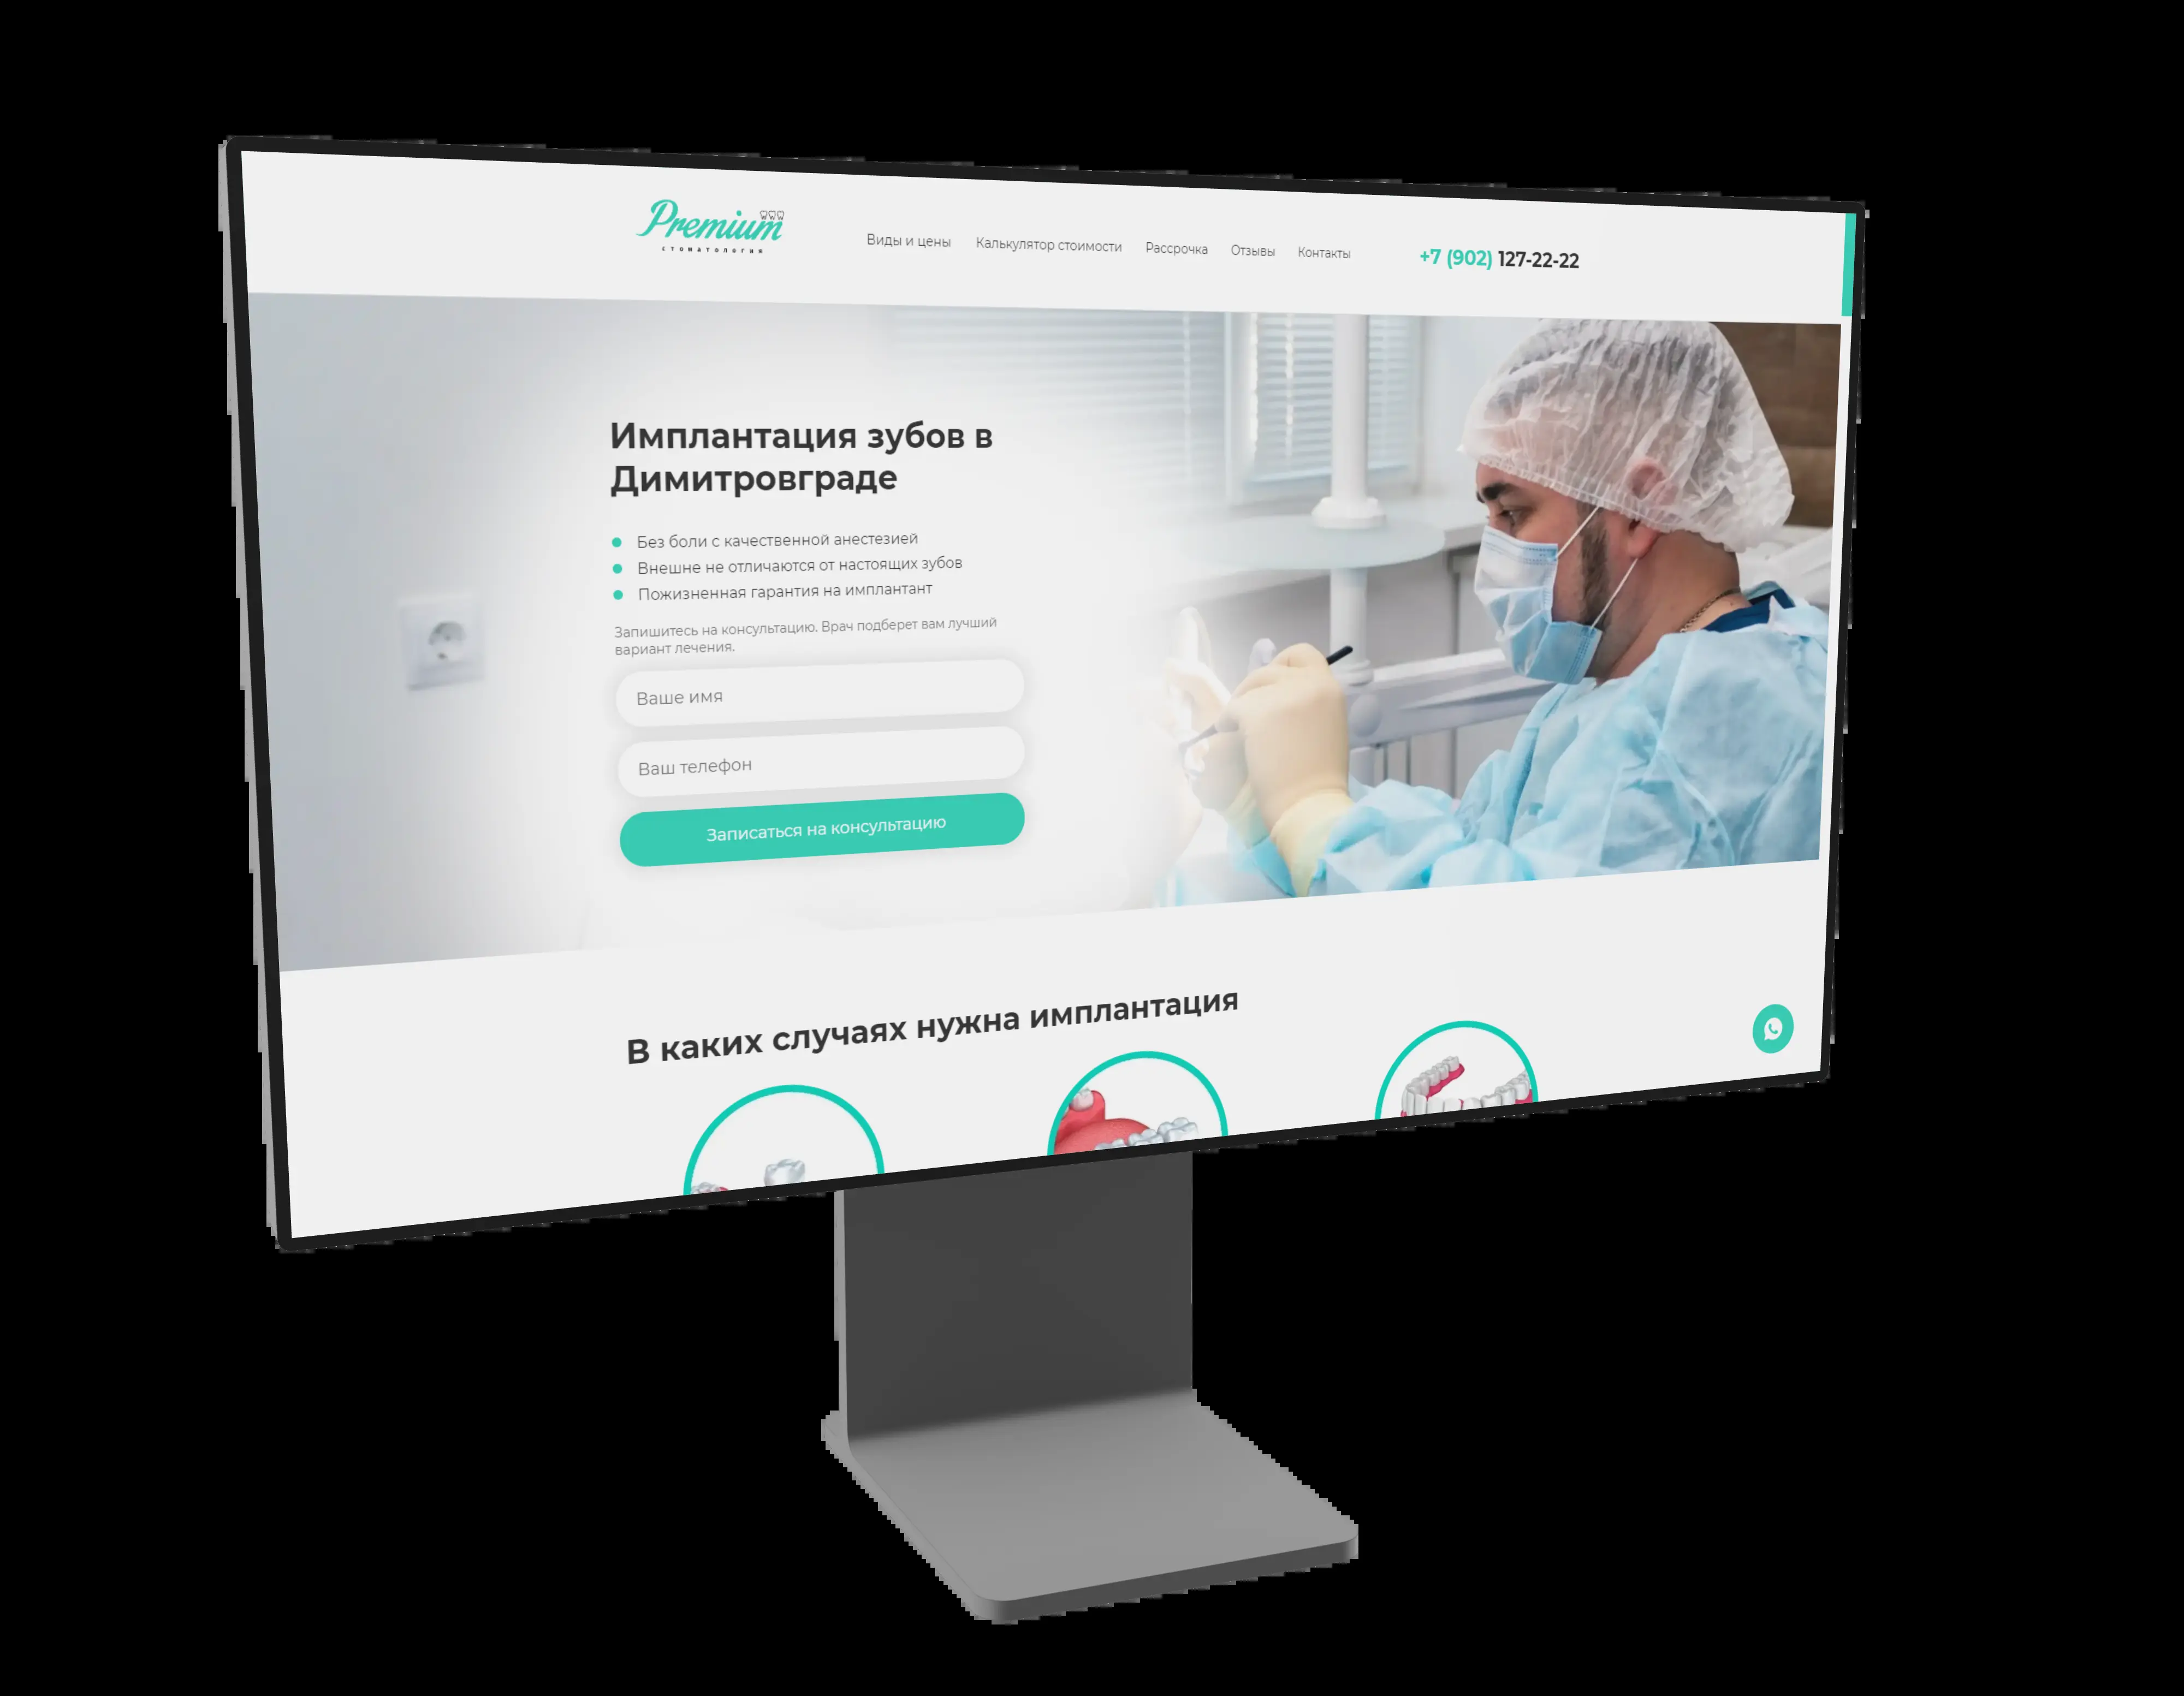 Premium
стоматология
Виды и цены
Калькулятор стоимости
Рассрочка
Отзывы
Контакты
+7 (902) 127-22-22
Имплантация зубов в
Димитровграде
Без боли с качественной анестезией
Внешне не отличаются от настоящих зубов
Пожизненная гарантия на имплантант
Запишитесь на консультацию. Врач подберет вам лучший
вариант лечения.
Ваше имя
Ваш телефон
Записаться на консультацию
В каких случаях нужна имплантация